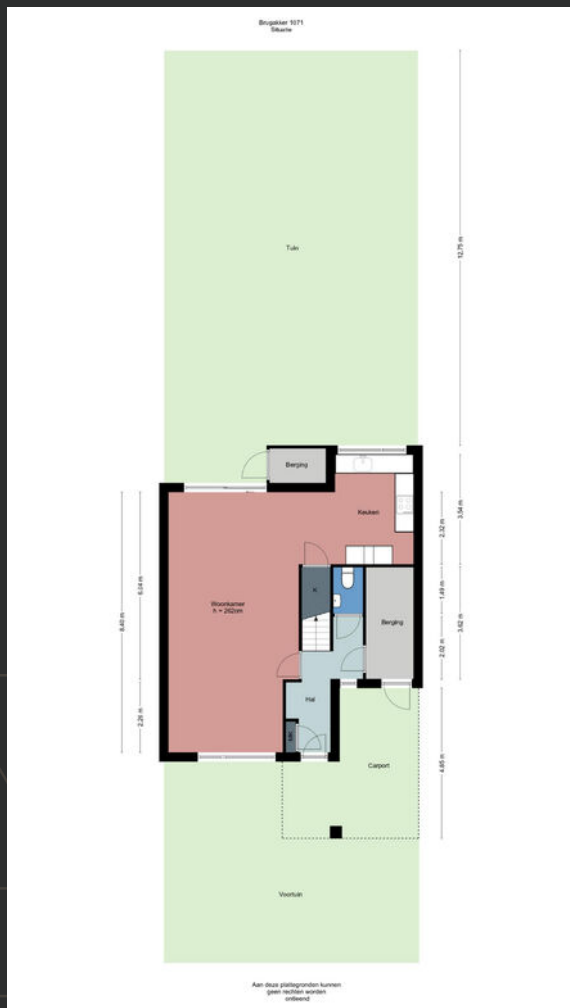 Brugakker 1071
Situatie
Tuin
12,75 m
Berging
Keuken
3,54 m
2,32 m
6,04 m
8,40 m
Woonkamer
h = 262cm
K
1,49 m
Berging
3,62 m
2,02 m
Hal
2,26 m
MK
Carport
4,85 m
Voortuin
Aan deze plattegronden kunnen
geen rechten worden
ontleend